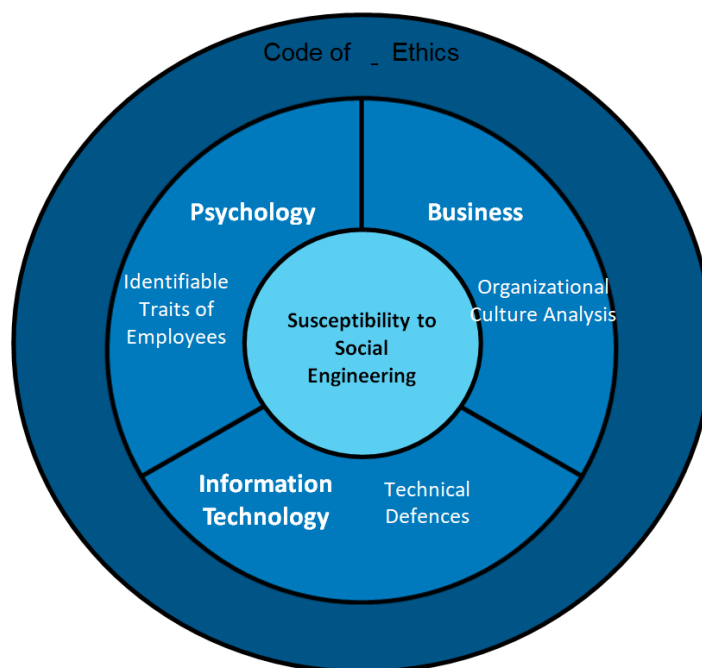 Code of _ Ethics
Psychology
Business
Identifiable
Traits of
Employees
Organizational
Culture Analysis
Susceptibility to
Social
Engineering
Information
Technology
Technical
Defences